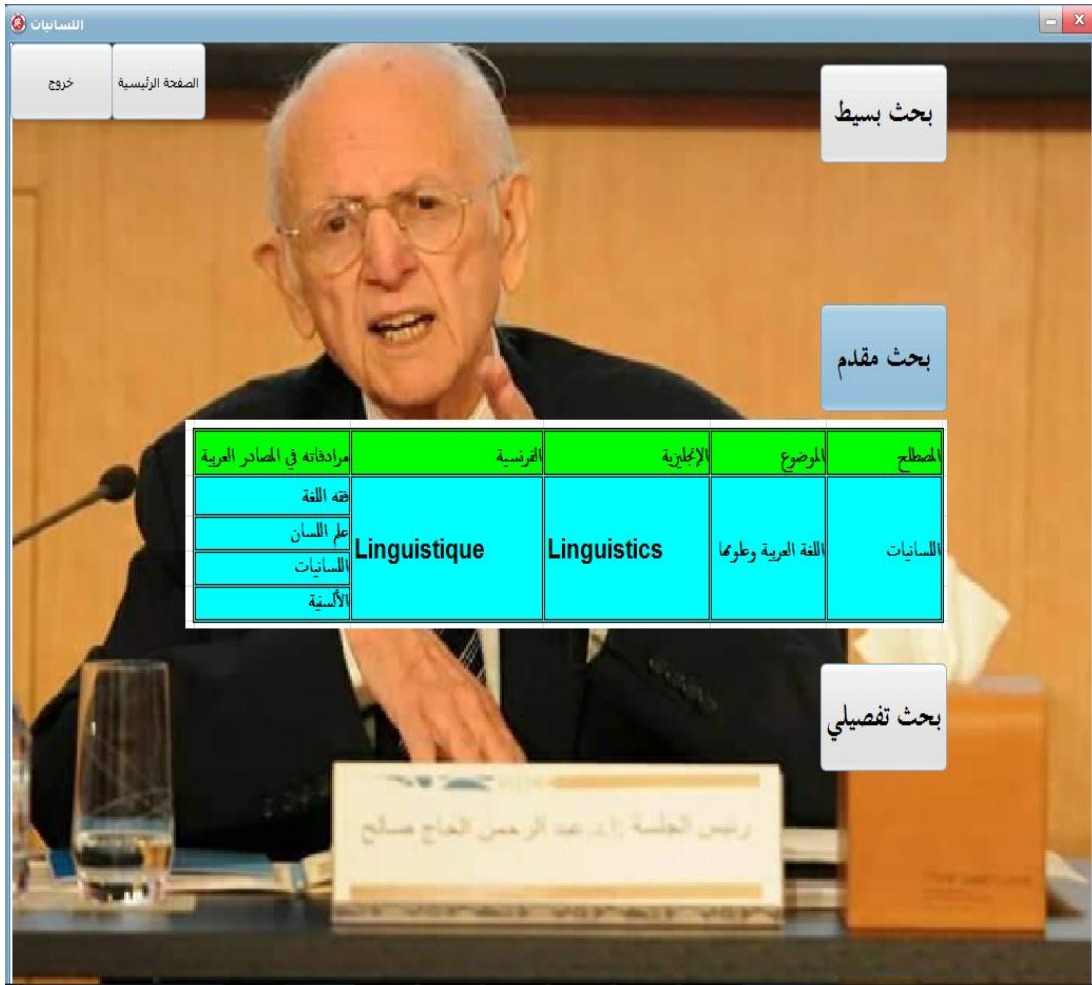 اللسانيات
خروج
الصفحة الرئيسية
بحث بسيط
بحث مقدم
المصطلح الموضوع الإنجليزية الفرنسية مرادفاته في المصادر العربية
اللسانيات اللغة العربية وعلومها Linguistics Linguistique
فقه اللغة
علم اللسان
اللسانيات
الألسنية
بحث تفصيلي
رئيس الجلسة أ.د. عبد الرحمن الحاج صالح